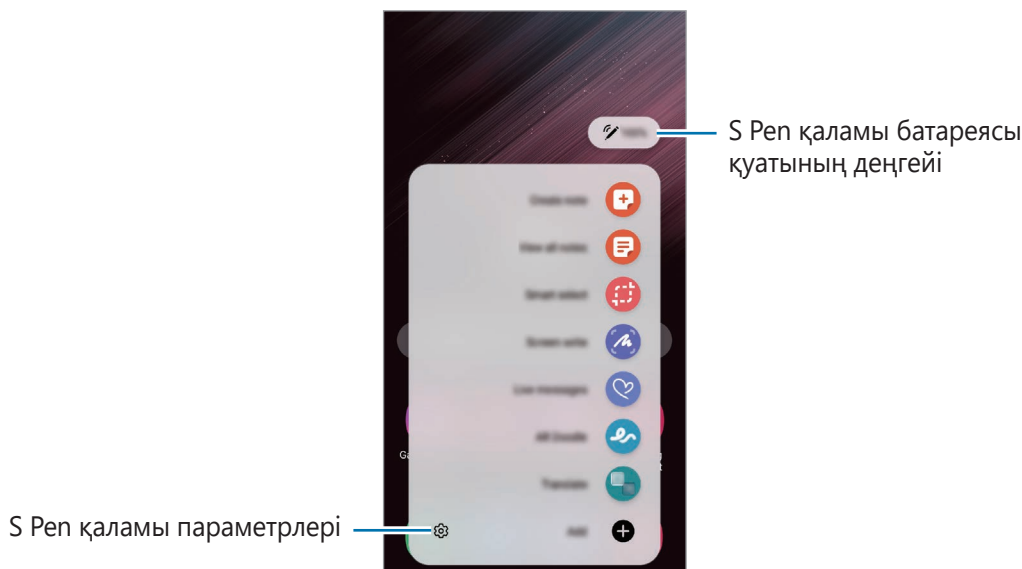 S Pen қаламы батареясы
қуатының деңгейі
Create note
View all notes
Smart select
Screen write
Live messages
AR Doodle
Translate
S Pen қаламы параметрлері
Add